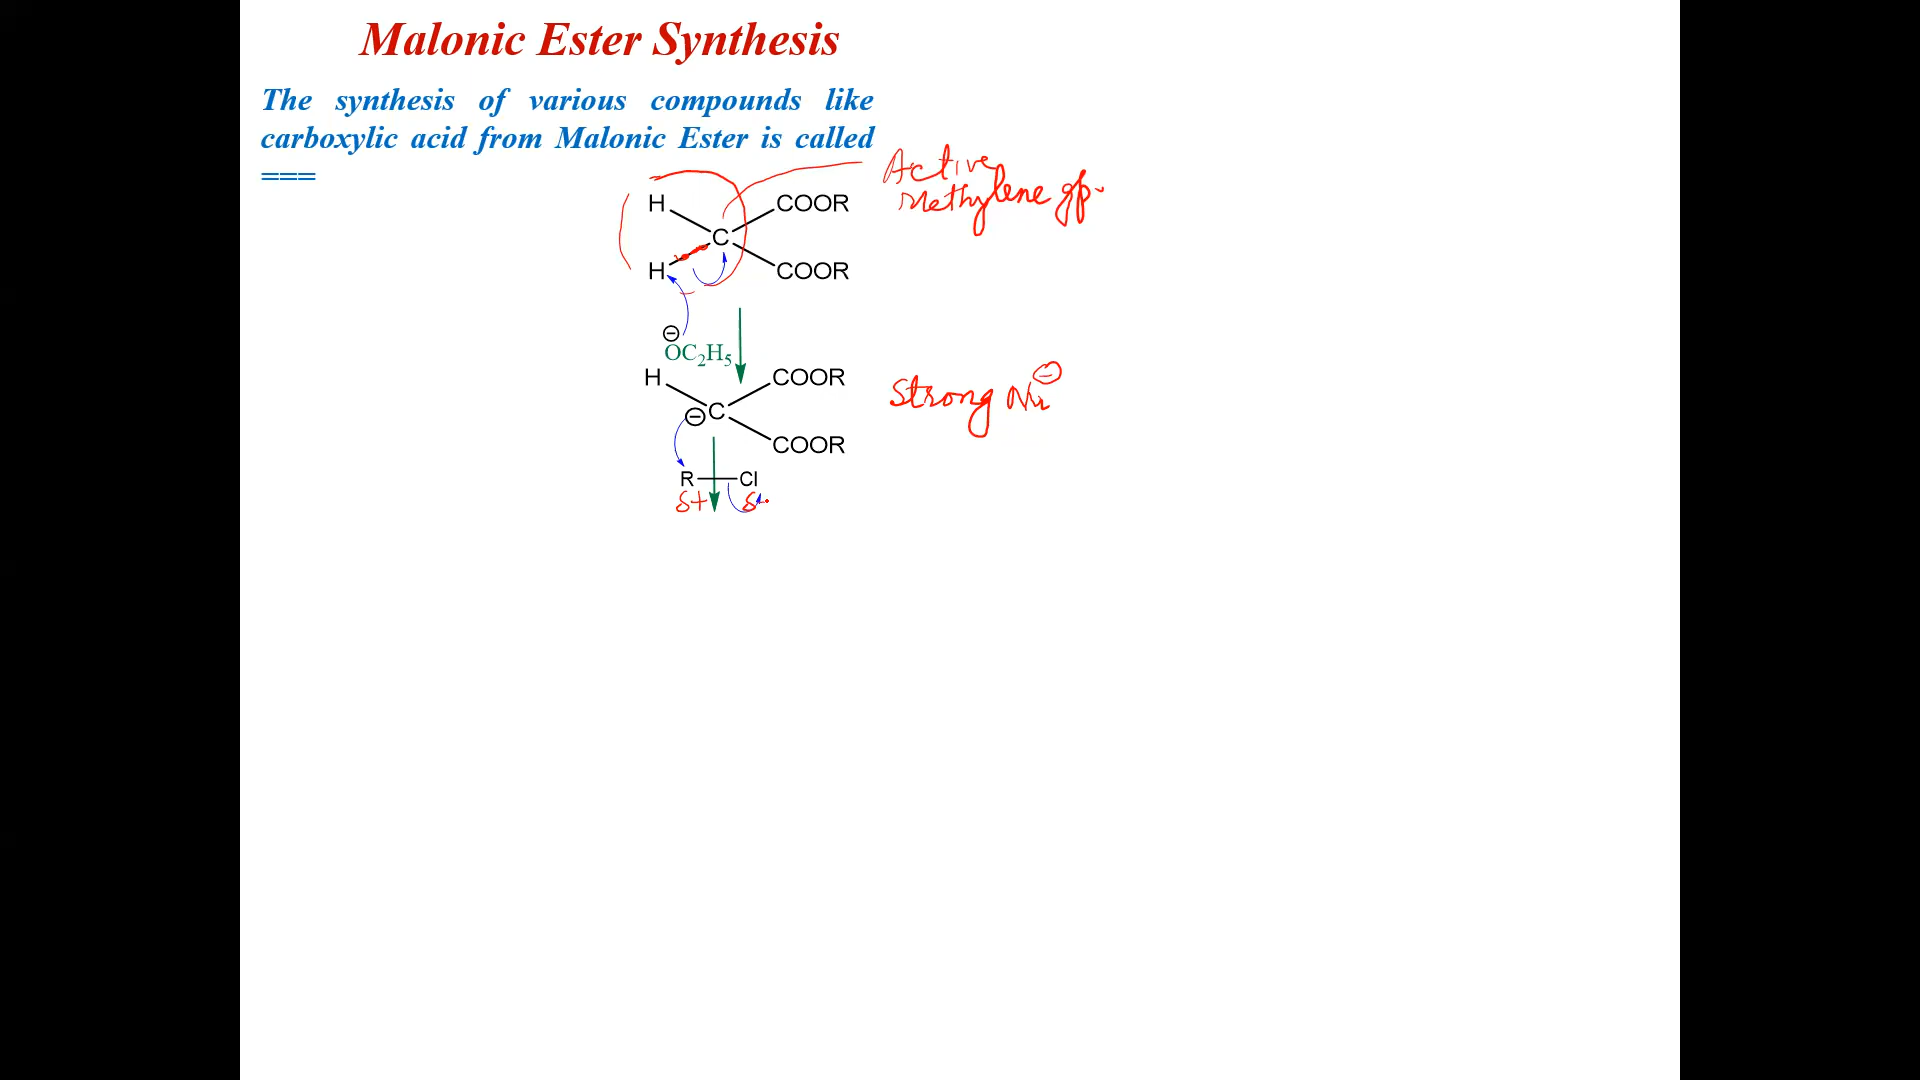 Malonic Ester Synthesis
The synthesis of various compounds like
carboxylic acid from Malonic Ester is called
===
Active
Methylene gp.
H COOR
C
H COOR
⊖
OC2H5
H COOR
⊖ C
COOR
Strong Nu⊖
R Cl
δ+ δ-